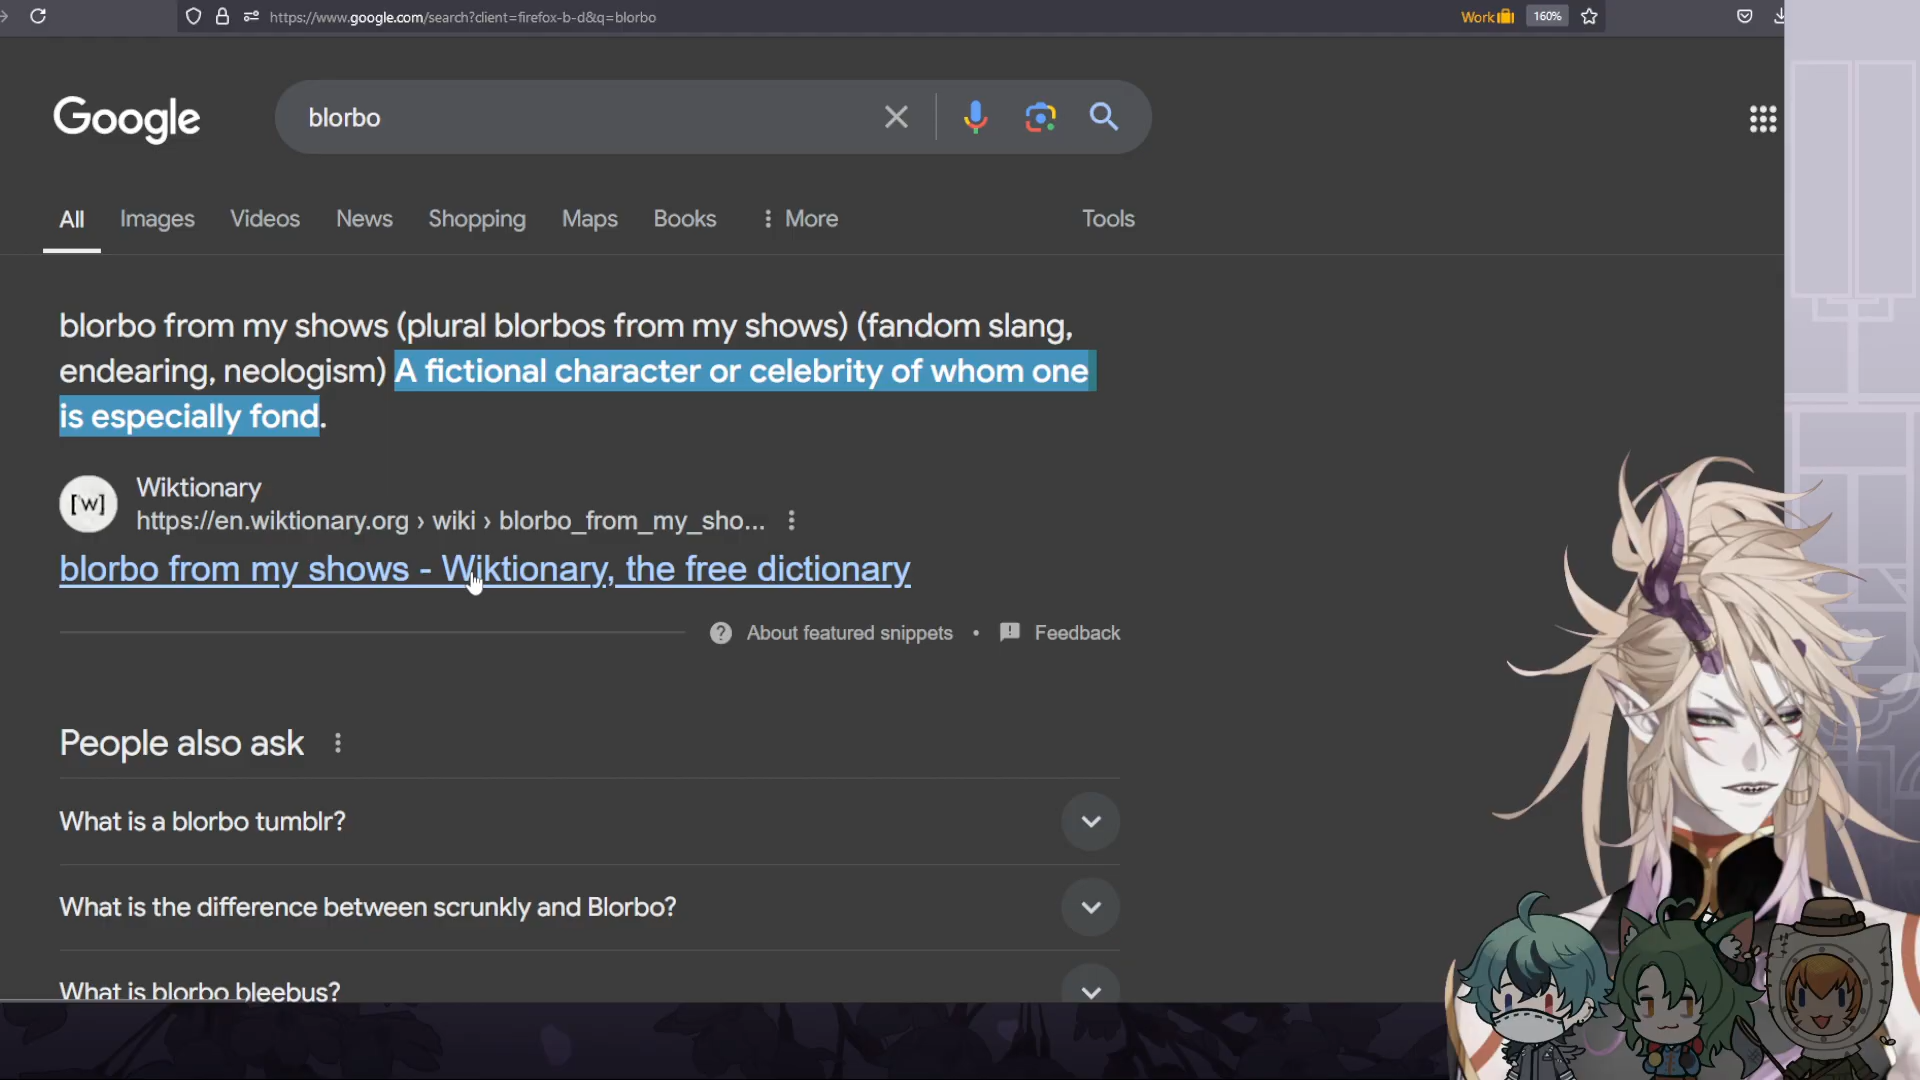 https://www.google.com/search?client=firefox-b-d&q=blorbo
Work
160%
Google
blorbo
All
Images
Videos
News
Shopping
Maps
Books
More
Tools
blorbo from my shows (plural blorbos from my shows) (fandom slang,
endearing, neologism) A fictional character or celebrity of whom one
is especially fond.
[W]
Wiktionary
https://en.wiktionary.org › wiki › blorbo_from_my_sho...
blorbo from my shows - Wiktionary, the free dictionary
About featured snippets • Feedback
People also ask
What is a blorbo tumblr?
What is the difference between scrunkly and Blorbo?
What is blorbo bleebus?